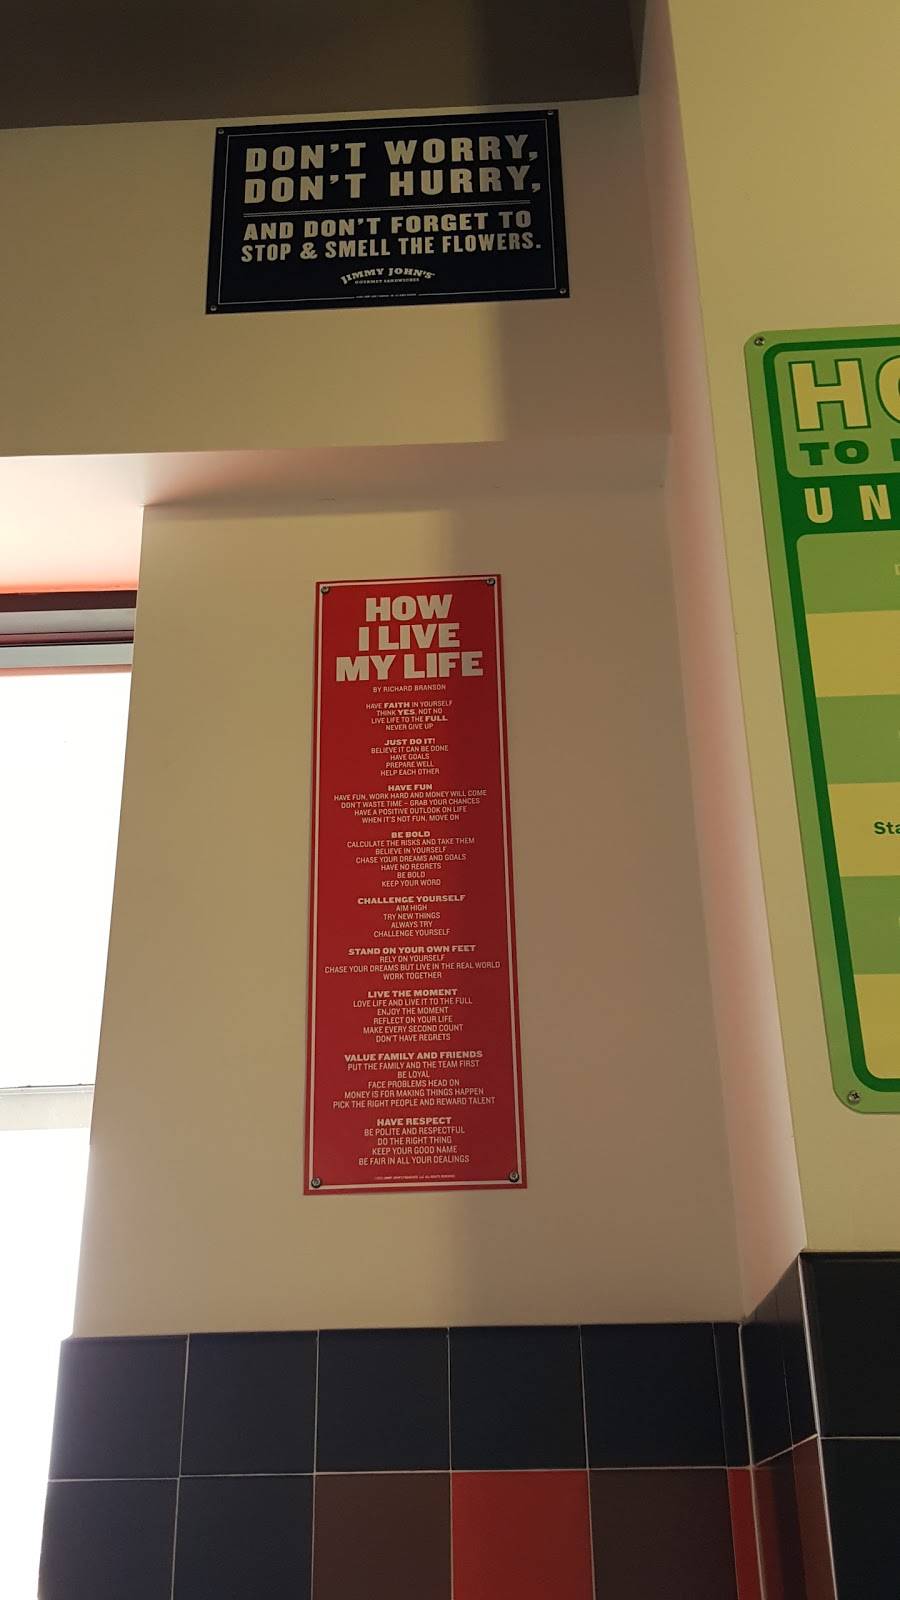 DON'T WORRY,
DON'T HURRY,
AND DON'T FORGET TO
STOP & SMELL THE FLOWERS.
JIMMY JOHN'S
GOURMET SANDWICHES
HOW
I LIVE
MY LIFE
BY RICHARD BRANSON
HAVE FAITH IN YOURSELF
THINK YES, NOT NO
LIVE LIFE TO THE FULL
NEVER GIVE UP
JUST DO IT!
BELIEVE IT CAN BE DONE
HAVE GOALS
PREPARE WELL
HELP EACH OTHER
HAVE FUN
HAVE FUN, WORK HARD AND MONEY WILL COME
DON'T WASTE TIME – GRAB YOUR CHANCES
HAVE A POSITIVE OUTLOOK ON LIFE
WHEN IT'S NOT FUN, MOVE ON
BE BOLD
CALCULATE THE RISKS AND TAKE THEM
BELIEVE IN YOURSELF
CHASE YOUR DREAMS AND GOALS
HAVE NO REGRETS
BE BOLD
KEEP YOUR WORD
CHALLENGE YOURSELF
AIM HIGH
TRY NEW THINGS
ALWAYS TRY
CHALLENGE YOURSELF
STAND ON YOUR OWN FEET
RELY ON YOURSELF
CHASE YOUR DREAMS BUT LIVE IN THE REAL WORLD
WORK TOGETHER
LIVE THE MOMENT
LOVE LIFE AND LIVE IT TO THE FULL
ENJOY THE MOMENT
REFLECT ON YOUR LIFE
MAKE EVERY SECOND COUNT
DON'T HAVE REGRETS
VALUE FAMILY AND FRIENDS
PUT THE FAMILY AND THE TEAM FIRST
BE LOYAL
FACE PROBLEMS HEAD ON
MONEY IS FOR MAKING THINGS HAPPEN
PICK THE RIGHT PEOPLE AND REWARD TALENT
HAVE RESPECT
BE POLITE AND RESPECTFUL
DO THE RIGHT THING
KEEP YOUR GOOD NAME
BE FAIR IN ALL YOUR DEALINGS
HO
TO
UN
Sta